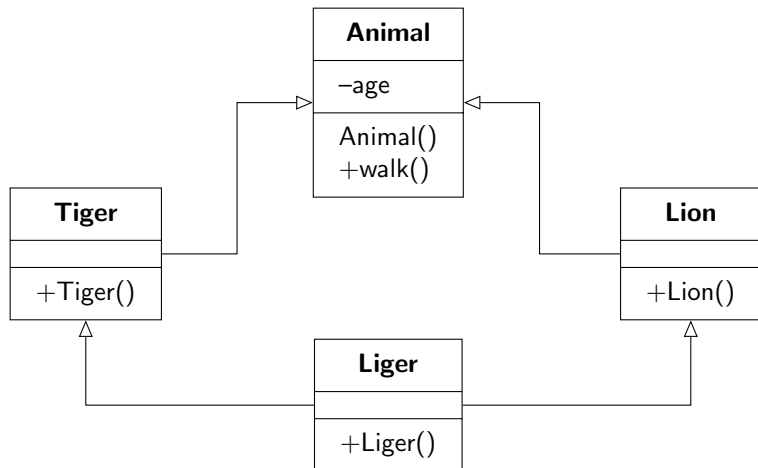 Animal
–age
Animal()
+walk()
Tiger
+Tiger()
Lion
+Lion()
Liger
+Liger()